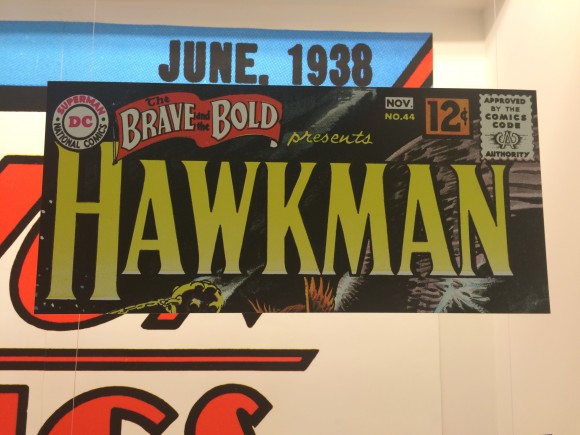 JUNE, 1938
SUPERMAN
DC
NATIONAL COMICS
The
BRAVE and the BOLD
presents
NOV.
NO.44
12¢
APPROVED
BY THE
COMICS
CODE
CA
AUTHORITY
HAWKMAN